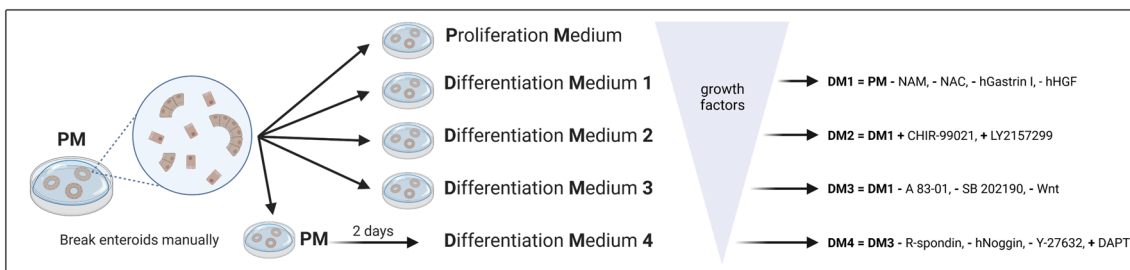 Proliferation Medium
Differentiation Medium 1
growth
factors
DM1 = PM - NAM, - NAC, - hGastrin I, - hHGF
PM
Differentiation Medium 2
DM2 = DM1 + CHIR-99021, + LY2157299
Differentiation Medium 3
DM3 = DM1 - A 83-01, - SB 202190, - Wnt
Break enteroids manually
PM
2 days
Differentiation Medium 4
DM4 = DM3 - R-spondin, - hNoggin, - Y-27632, + DAPT